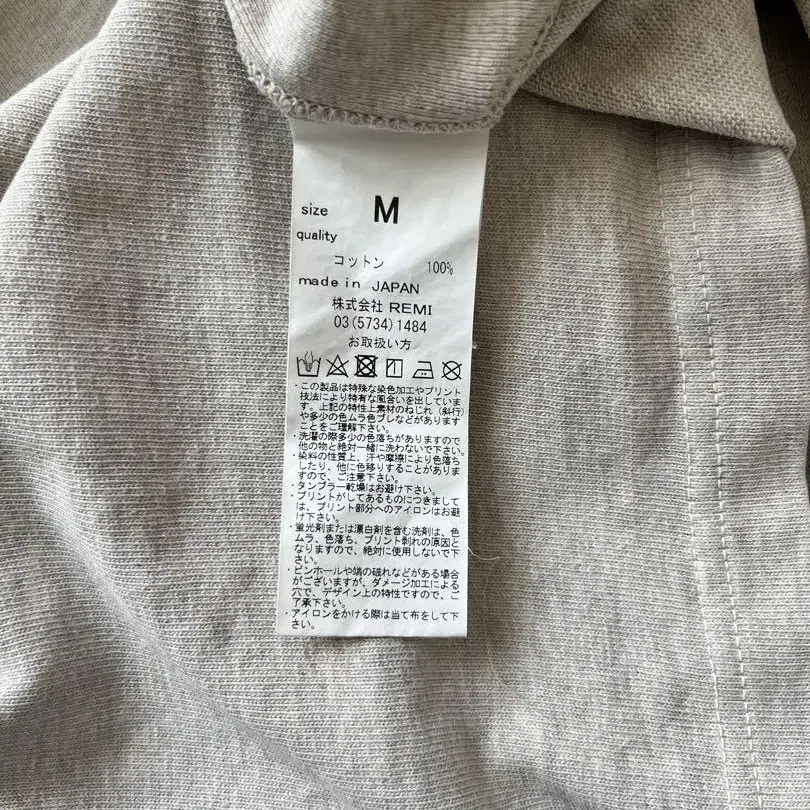 size M
quality
コットン 100%
made in JAPAN
株式会社 REMI
03(5734)1484
お取扱い方
・この製品は特殊な染色加工やプリント
技法により特有な風合いを出していま
す。上記の特性上素材のねじれ（斜行）
や多少の色ムラ色ブレなどがあります
ことをご理解下さい。
・洗濯の際多少の色落ちがありますので
他の物と絶対一緒に洗わないで下さい。
・染料の性質上、汗や摩擦により色落ち
したり、他に色移りすることがありま
すので、ご注意下さい。
・タンブラー乾燥はお避け下さい。
・プリントがしてあるものにつきまして
は、プリント部分へのアイロンはお避
け下さい。
・蛍光剤または漂白剤を含む洗剤は、色
ムラ、色落ち、プリント剥れの原因と
なりますので、絶対に使用しないで下
さい。
・ピンホールや端の破れなどがある場合
がございますが、ダメージ加工による
穴で、デザイン上の特性ですので、ご
了承下さい。
・アイロンをかける際は当て布をして下
さい。